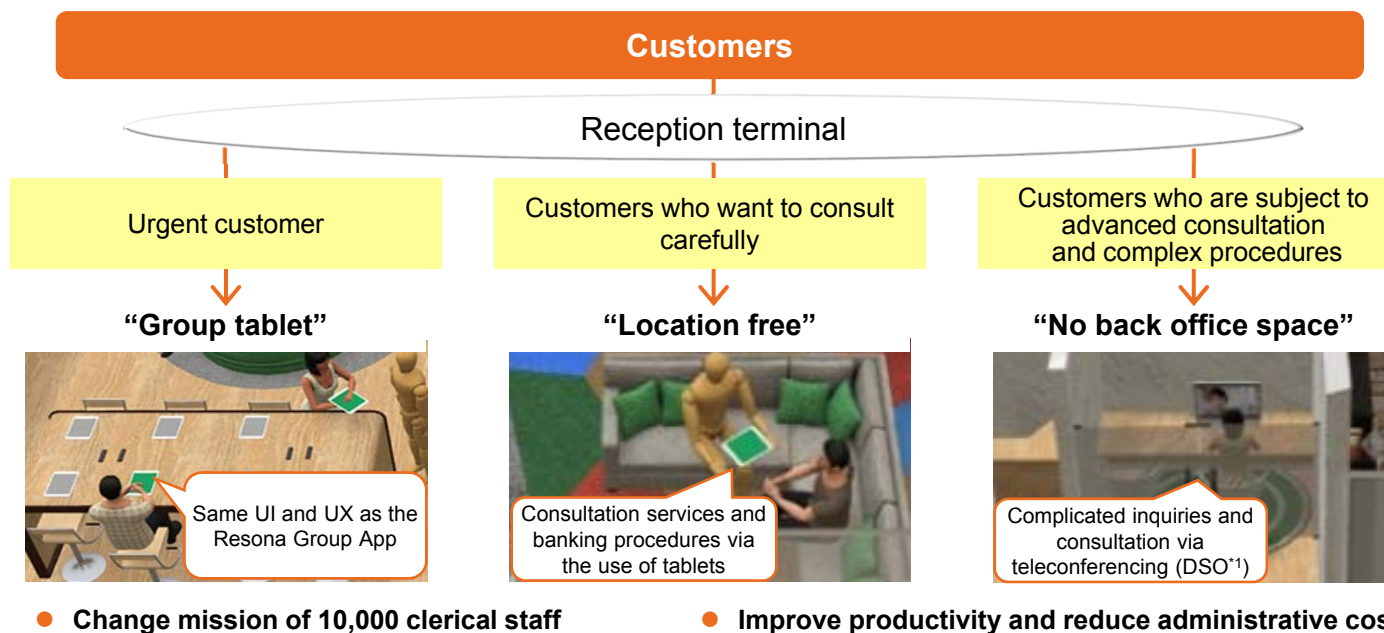 Customers
Reception terminal
Urgent customer
Customers who want to consult
carefully
Customers who are subject to
advanced consultation
and complex procedures
“Group tablet”
“Location free”
“No back office space”
Same UI and UX as the
Resona Group App
Consultation services and
banking procedures via
the use of tablets
Complicated inquiries and
consultation via
teleconferencing (DSO*1)
● Change mission of 10,000 clerical staff
● Improve productivity and reduce administrative